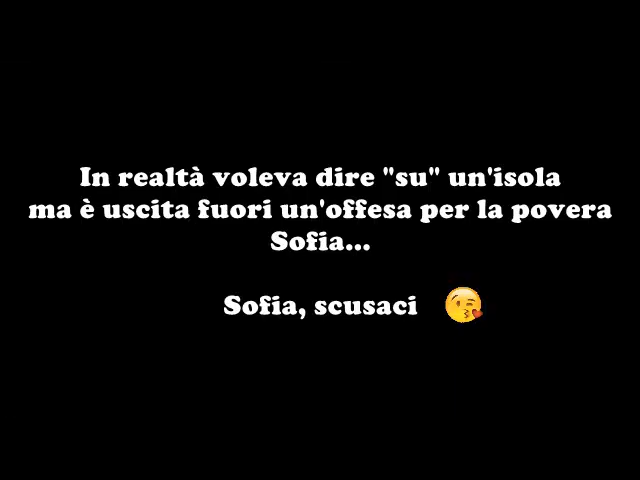 In realtà voleva dire "su" un'isola
ma è uscita fuori un'offesa per la povera
Sofia...
Sofia, scusaci